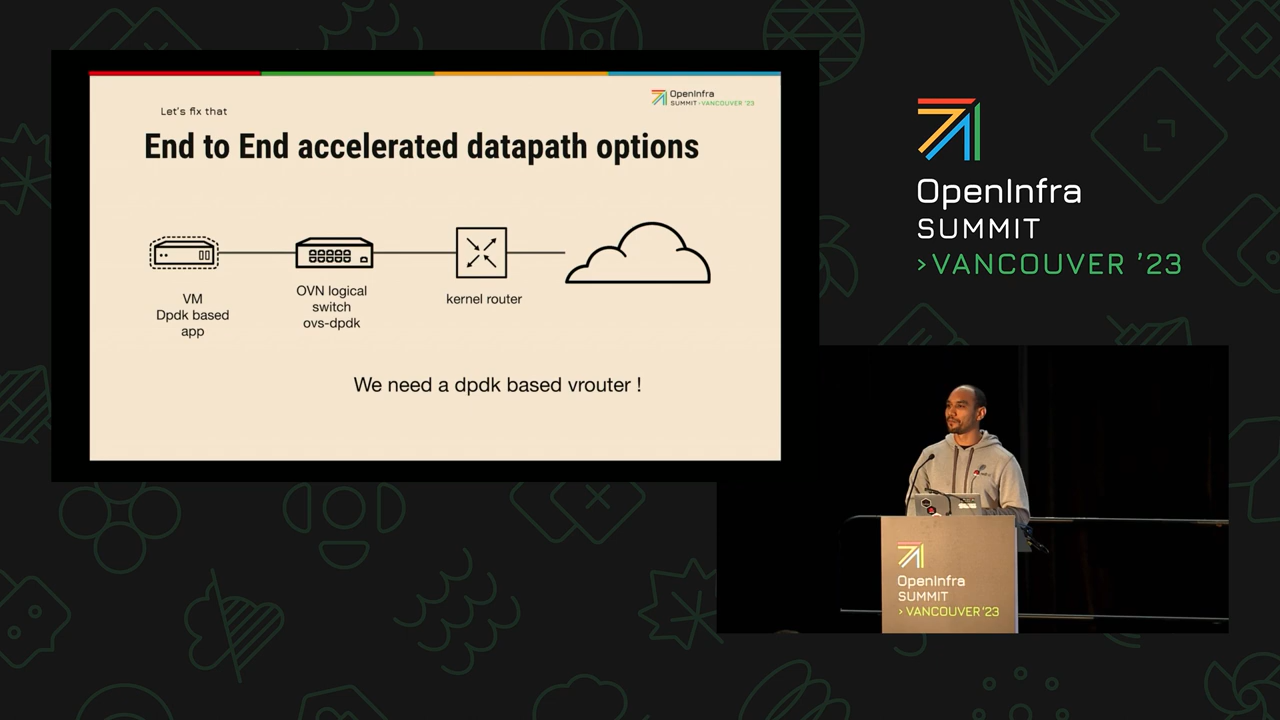 Let's fix that
OpenInfra
SUMMIT >VANCOUVER '23
End to End accelerated datapath options
VM
Dpdk based
app
OVN logical
switch
ovs-dpdk
kernel router
We need a dpdk based vrouter !
OpenInfra
SUMMIT
>VANCOUVER '23
OpenInfra
SUMMIT
> VANCOUVER '23